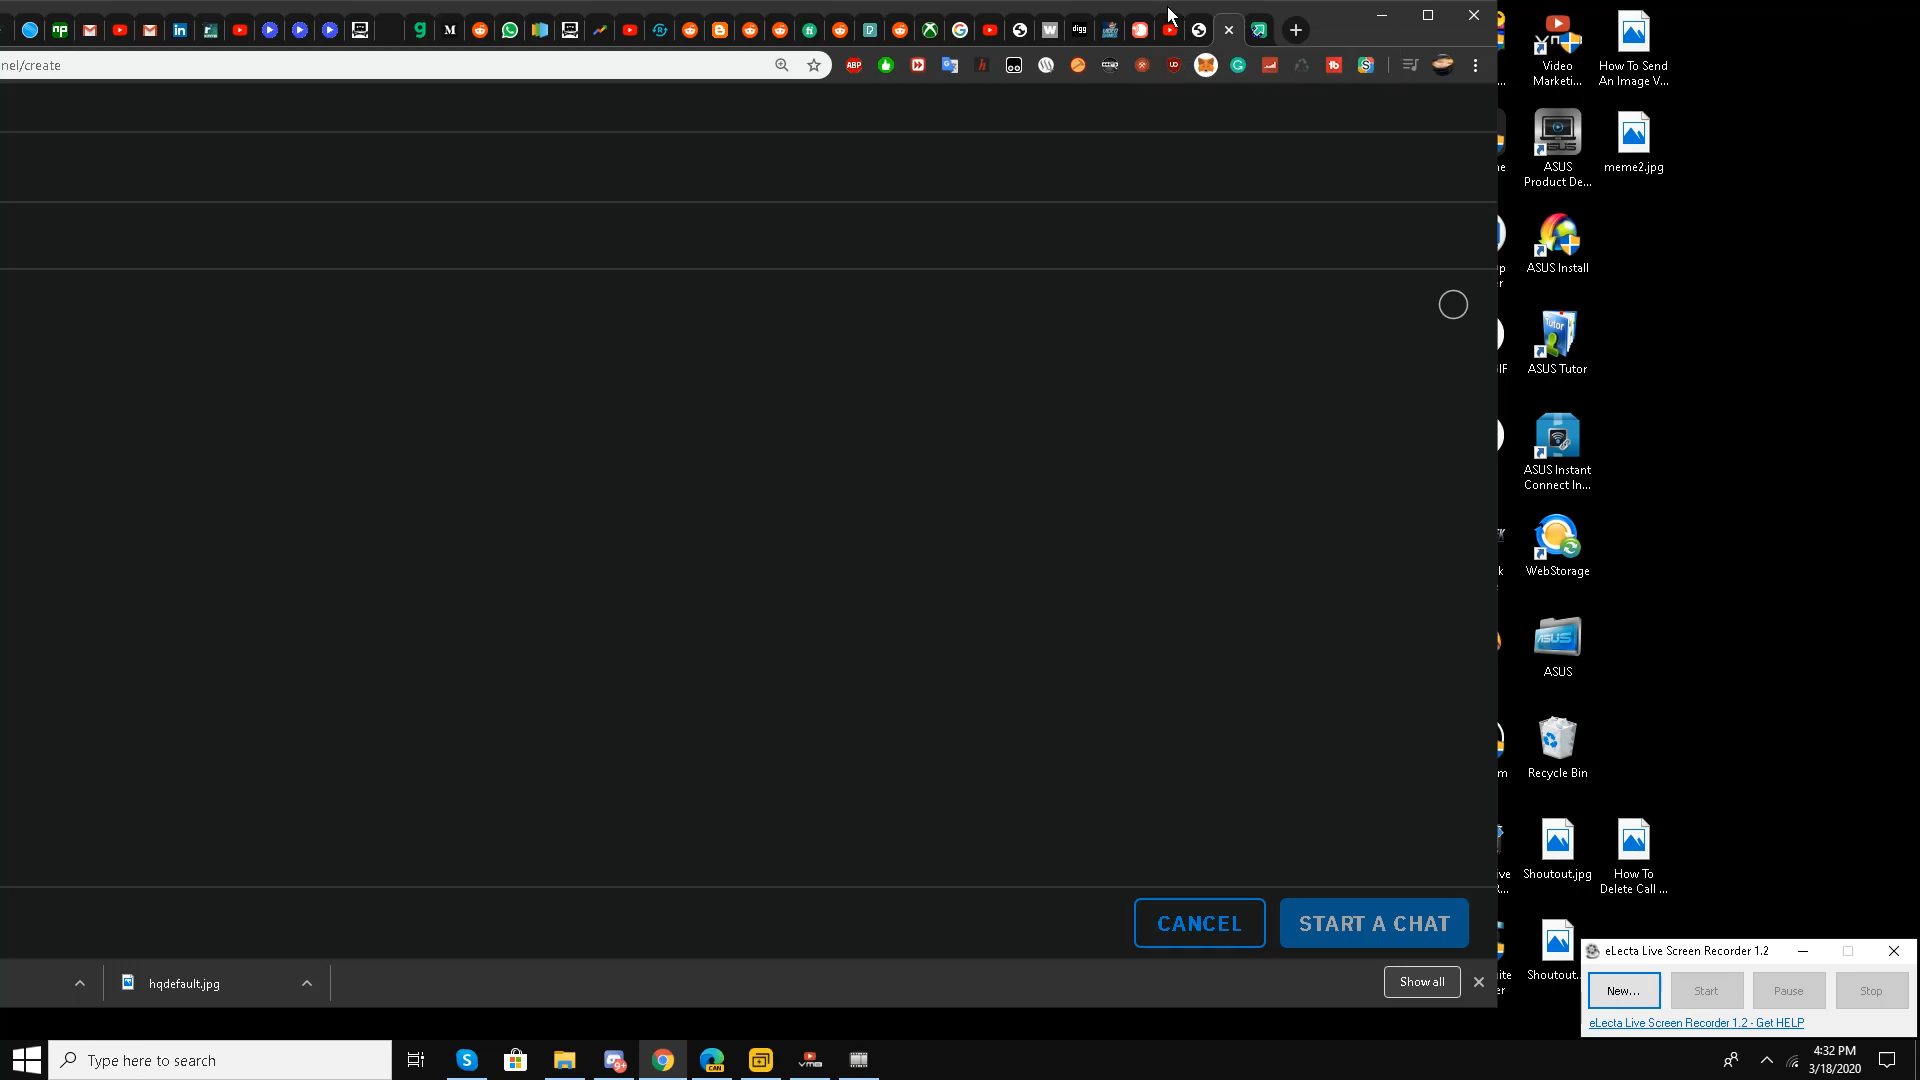 nel/create
CANCEL
START A CHAT
hqdefault.jpg
Show all
Video
Marketi...
How To Send
An Image V...
ASUS
Product De...
meme2.jpg
ASUS Install
ASUS Tutor
ASUS Instant
Connect In...
WebStorage
ASUS
Recycle Bin
Shoutout.jpg
How To
Delete Call ...
Shoutout.
eLecta Live Screen Recorder 1.2
New...
Start
Pause
Stop
eLecta Live Screen Recorder 1.2 - Get HELP
Type here to search
4:32 PM
3/18/2020